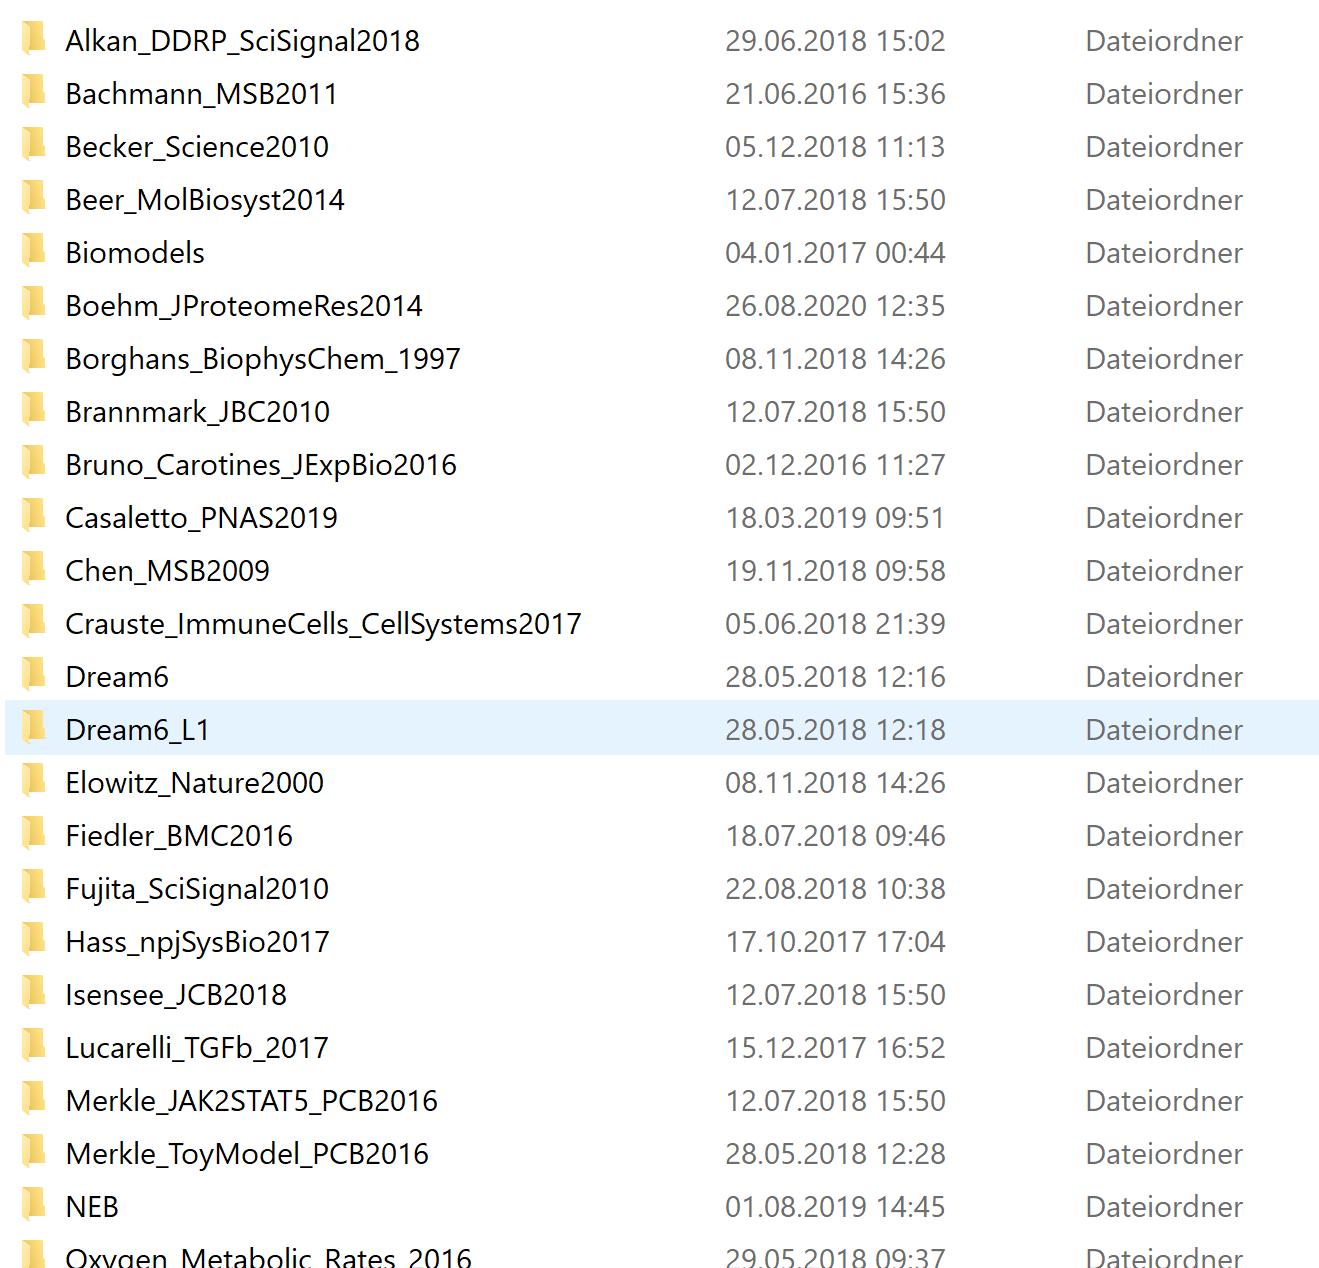 Alkan_DDRP_SciSignal2018 29.06.2018 15:02 Dateiordner
Bachmann_MSB2011 21.06.2016 15:36 Dateiordner
Becker_Science2010 05.12.2018 11:13 Dateiordner
Beer_MolBiosyst2014 12.07.2018 15:50 Dateiordner
Biomodels 04.01.2017 00:44 Dateiordner
Boehm_JProteomeRes2014 26.08.2020 12:35 Dateiordner
Borghans_BiophysChem_1997 08.11.2018 14:26 Dateiordner
Brannmark_JBC2010 12.07.2018 15:50 Dateiordner
Bruno_Carotines_JExpBio2016 02.12.2016 11:27 Dateiordner
Casaletto_PNAS2019 18.03.2019 09:51 Dateiordner
Chen_MSB2009 19.11.2018 09:58 Dateiordner
Crauste_ImmuneCells_CellSystems2017 05.06.2018 21:39 Dateiordner
Dream6 28.05.2018 12:16 Dateiordner
Dream6_L1 28.05.2018 12:18 Dateiordner
Elowitz_Nature2000 08.11.2018 14:26 Dateiordner
Fiedler_BMC2016 18.07.2018 09:46 Dateiordner
Fujita_SciSignal2010 22.08.2018 10:38 Dateiordner
Hass_npjSysBio2017 17.10.2017 17:04 Dateiordner
Isensee_JCB2018 12.07.2018 15:50 Dateiordner
Lucarelli_TGFb_2017 15.12.2017 16:52 Dateiordner
Merkle_JAK2STAT5_PCB2016 12.07.2018 15:50 Dateiordner
Merkle_ToyModel_PCB2016 28.05.2018 12:28 Dateiordner
NEB 01.08.2019 14:45 Dateiordner
Oxygen_Metabolic_Rates_2016 29.05.2018 09:37 Dateiordner